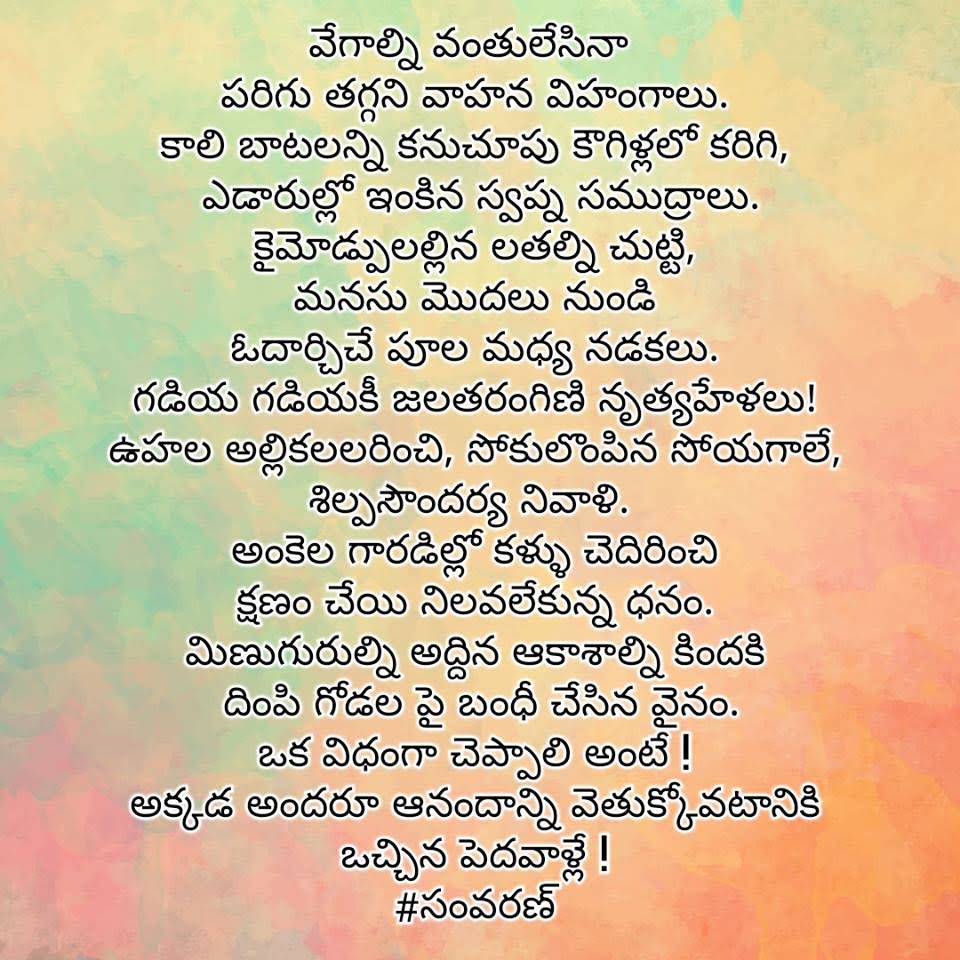 వేగాల్ని వంతులేసినా
పరిగు తగ్గని వాహన విహంగాలు.
కాలి బాటలన్ని కనుచూపు కౌగిళ్లలో కరిగి,
ఎడారుల్లో ఇంకిన స్వప్న సముద్రాలు.
కైమోడ్పులల్లిన లతల్ని చుట్టి,
మనసు మొదలు నుండి
ఓదార్చిచే పూల మధ్య నడకలు.
గడియ గడియకీ జలతరంగిణి నృత్యహేళలు!
ఉహల అల్లికలలరించి, సోకులొంపిన సోయగాలే,
శిల్పసౌందర్య నివాళి.
అంకెల గారడిల్లో కళ్ళు చెదిరించి
క్షణం చేయి నిలవలేకున్న ధనం.
మిణుగురుల్ని అద్దిన ఆకాశాల్ని కిందకి
దింపి గోడల పై బంధీ చేసిన వైనం.
ఒక విధంగా చెప్పాలి అంటే !
అక్కడ అందరూ ఆనందాన్ని వెతుక్కోవటానికి
ఒచ్చిన పెదవాళ్లే !
#సంవరణ్